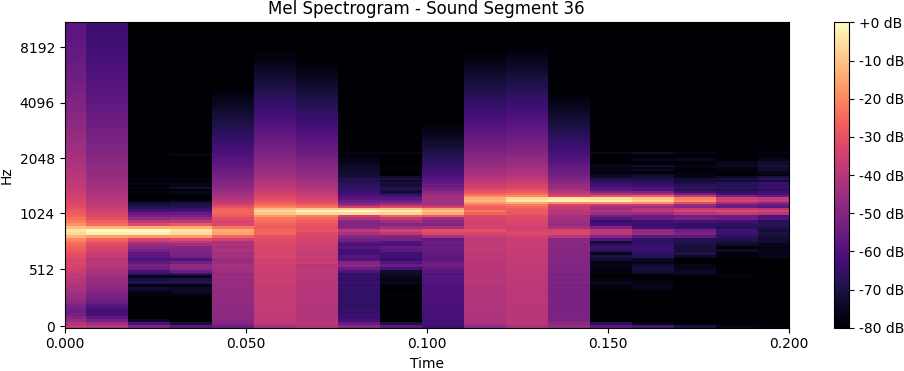 Mel Spectrogram - Sound Segment 36
8192
4096
2048
1024
512
0
Hz
0.000
0.050
0.100
0.150
0.200
Time
+0 dB
-10 dB
-20 dB
-30 dB
-40 dB
-50 dB
-60 dB
-70 dB
-80 dB